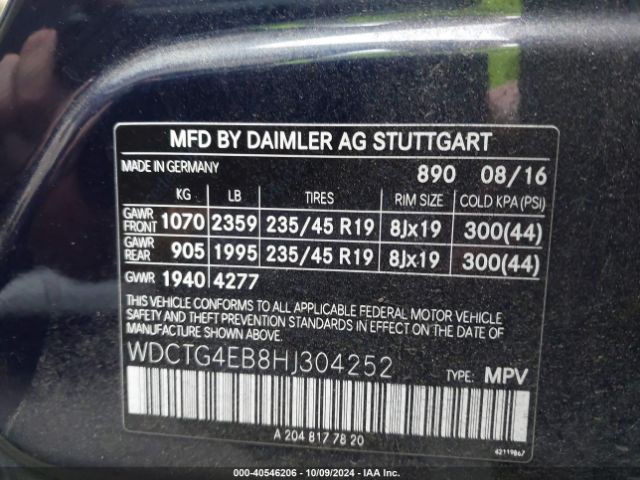 MFD BY DAIMLER AG STUTTGART
MADE IN GERMANY 890 08/16
KG LB TIRES RIM SIZE COLD KPA(PSI)
GAWR FRONT 1070 2359 235/45 R19 8Jx19 300(44)
GAWR REAR 905 1995 235/45 R19 8Jx19 300(44)
GVWR 1940 4277
THIS VEHICLE CONFORMS TO ALL APPLICABLE FEDERAL MOTOR VEHICLE
SAFETY AND THEFT PREVENTION STANDARDS IN EFFECT ON THE DATE OF
MANUFACTURE SHOWN ABOVE.
WDCTG4EB8HJ304252 TYPE: MPV
A 204 817 78 20
42119867
000-40546206 - 10/09/2024 - IAA Inc.